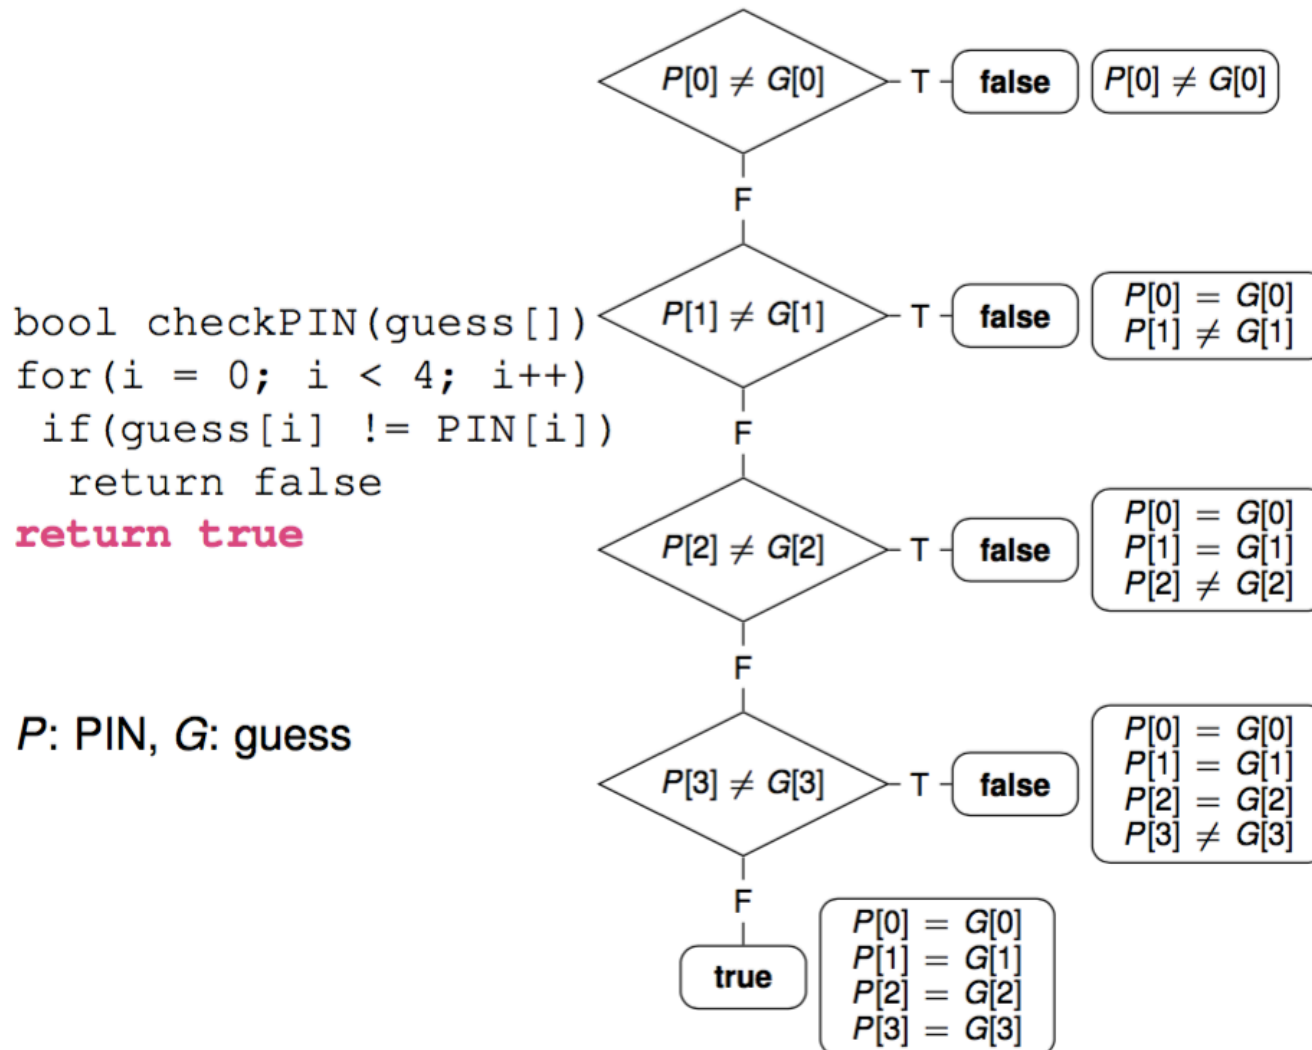 P[0] ≠ G[0]
T
false
P[0] ≠ G[0]
F
bool checkPIN(guess[])
for(i = 0; i < 4; i++)
if(guess[i] != PIN[i])
return false
return true
P: PIN, G: guess
P[1] ≠ G[1]
T
false
P[0] = G[0]
P[1] ≠ G[1]
F
P[2] ≠ G[2]
T
false
P[0] = G[0]
P[1] = G[1]
P[2] ≠ G[2]
F
P[3] ≠ G[3]
T
false
P[0] = G[0]
P[1] = G[1]
P[2] = G[2]
P[3] ≠ G[3]
F
true
P[0] = G[0]
P[1] = G[1]
P[2] = G[2]
P[3] = G[3]